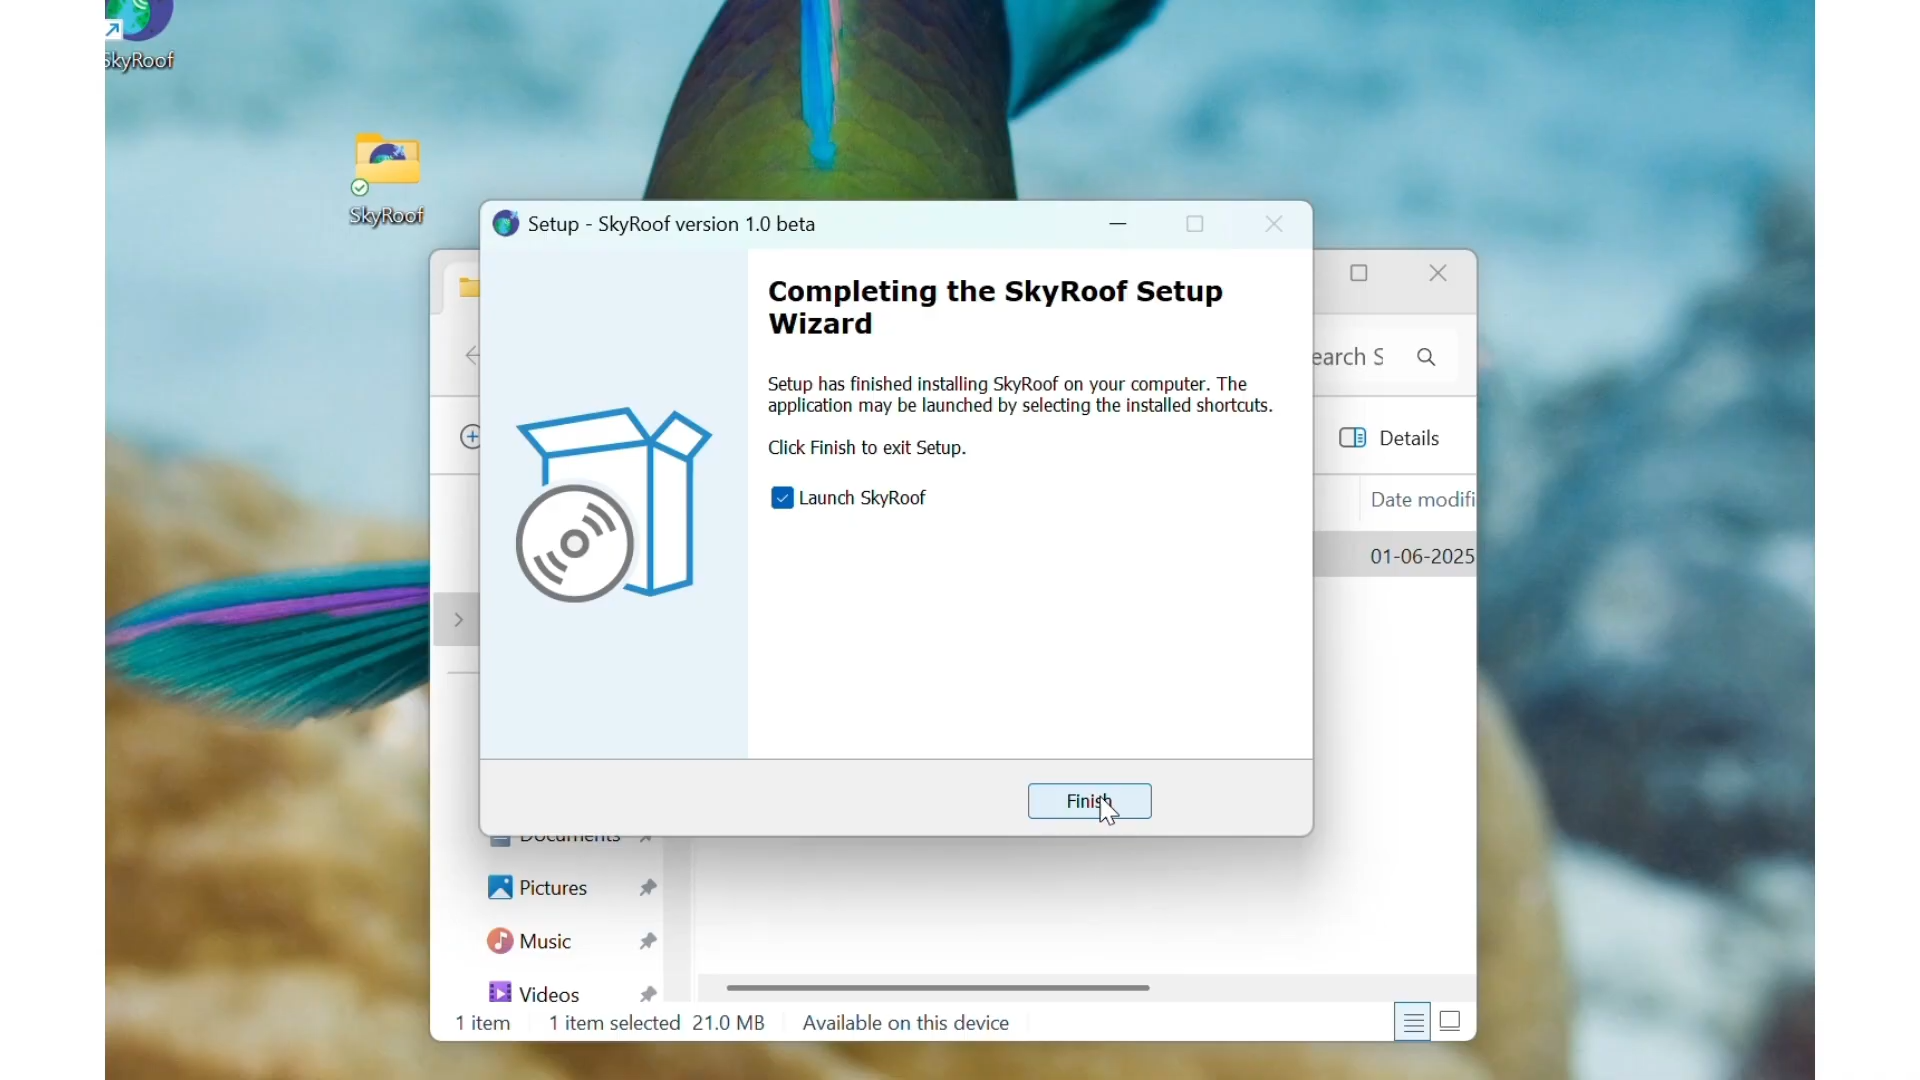 SkyRoof
SkyRoof
Setup - SkyRoof version 1.0 beta
Completing the SkyRoof Setup
Wizard
earch S
Setup has finished installing SkyRoof on your computer. The
application may be launched by selecting the installed shortcuts.
Click Finish to exit Setup.
Details
Launch SkyRoof
Date modifi
01-06-2025
Finish
Documents
Pictures
Music
Videos
1 item 1 item selected 21.0 MB Available on this device